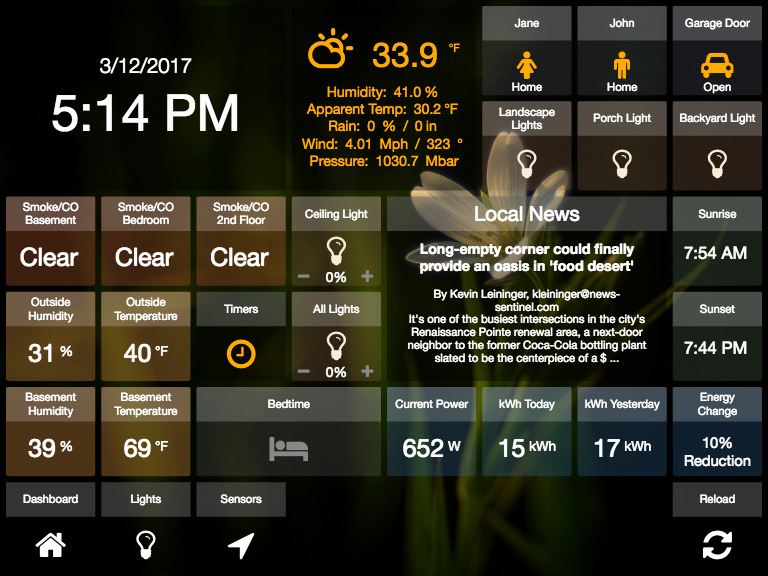 3/12/2017
5:14 PM
33.9 °F
Humidity: 41.0 %
Apparent Temp: 30.2 °F
Rain: 0 % / 0 in
Wind: 4.01 Mph / 323 °
Pressure: 1030.7 Mbar
Jane
Home
John
Home
Garage Door
Open
Landscape
Lights
Porch Light
Backyard Light
Smoke/CO
Basement
Clear
Smoke/CO
Bedroom
Clear
Smoke/CO
2nd Floor
Clear
Ceiling Light
− 0% +
Local News
Long-empty corner could finally
provide an oasis in 'food desert'
By Kevin Leininger, kleininger@news-
sentinel.com
It's one of the busiest intersections in the city's
Renaissance Pointe renewal area, a next-door
neighbor to the former Coca-Cola bottling plant
slated to be the centerpiece of a $ ...
Sunrise
7:54 AM
Outside
Humidity
31 %
Outside
Temperature
40 °F
Timers
All Lights
− 0% +
Sunset
7:44 PM
Basement
Humidity
39 %
Basement
Temperature
69 °F
Bedtime
Current Power
652 W
kWh Today
15 kWh
kWh Yesterday
17 kWh
Energy
Change
10%
Reduction
Dashboard
Lights
Sensors
Reload